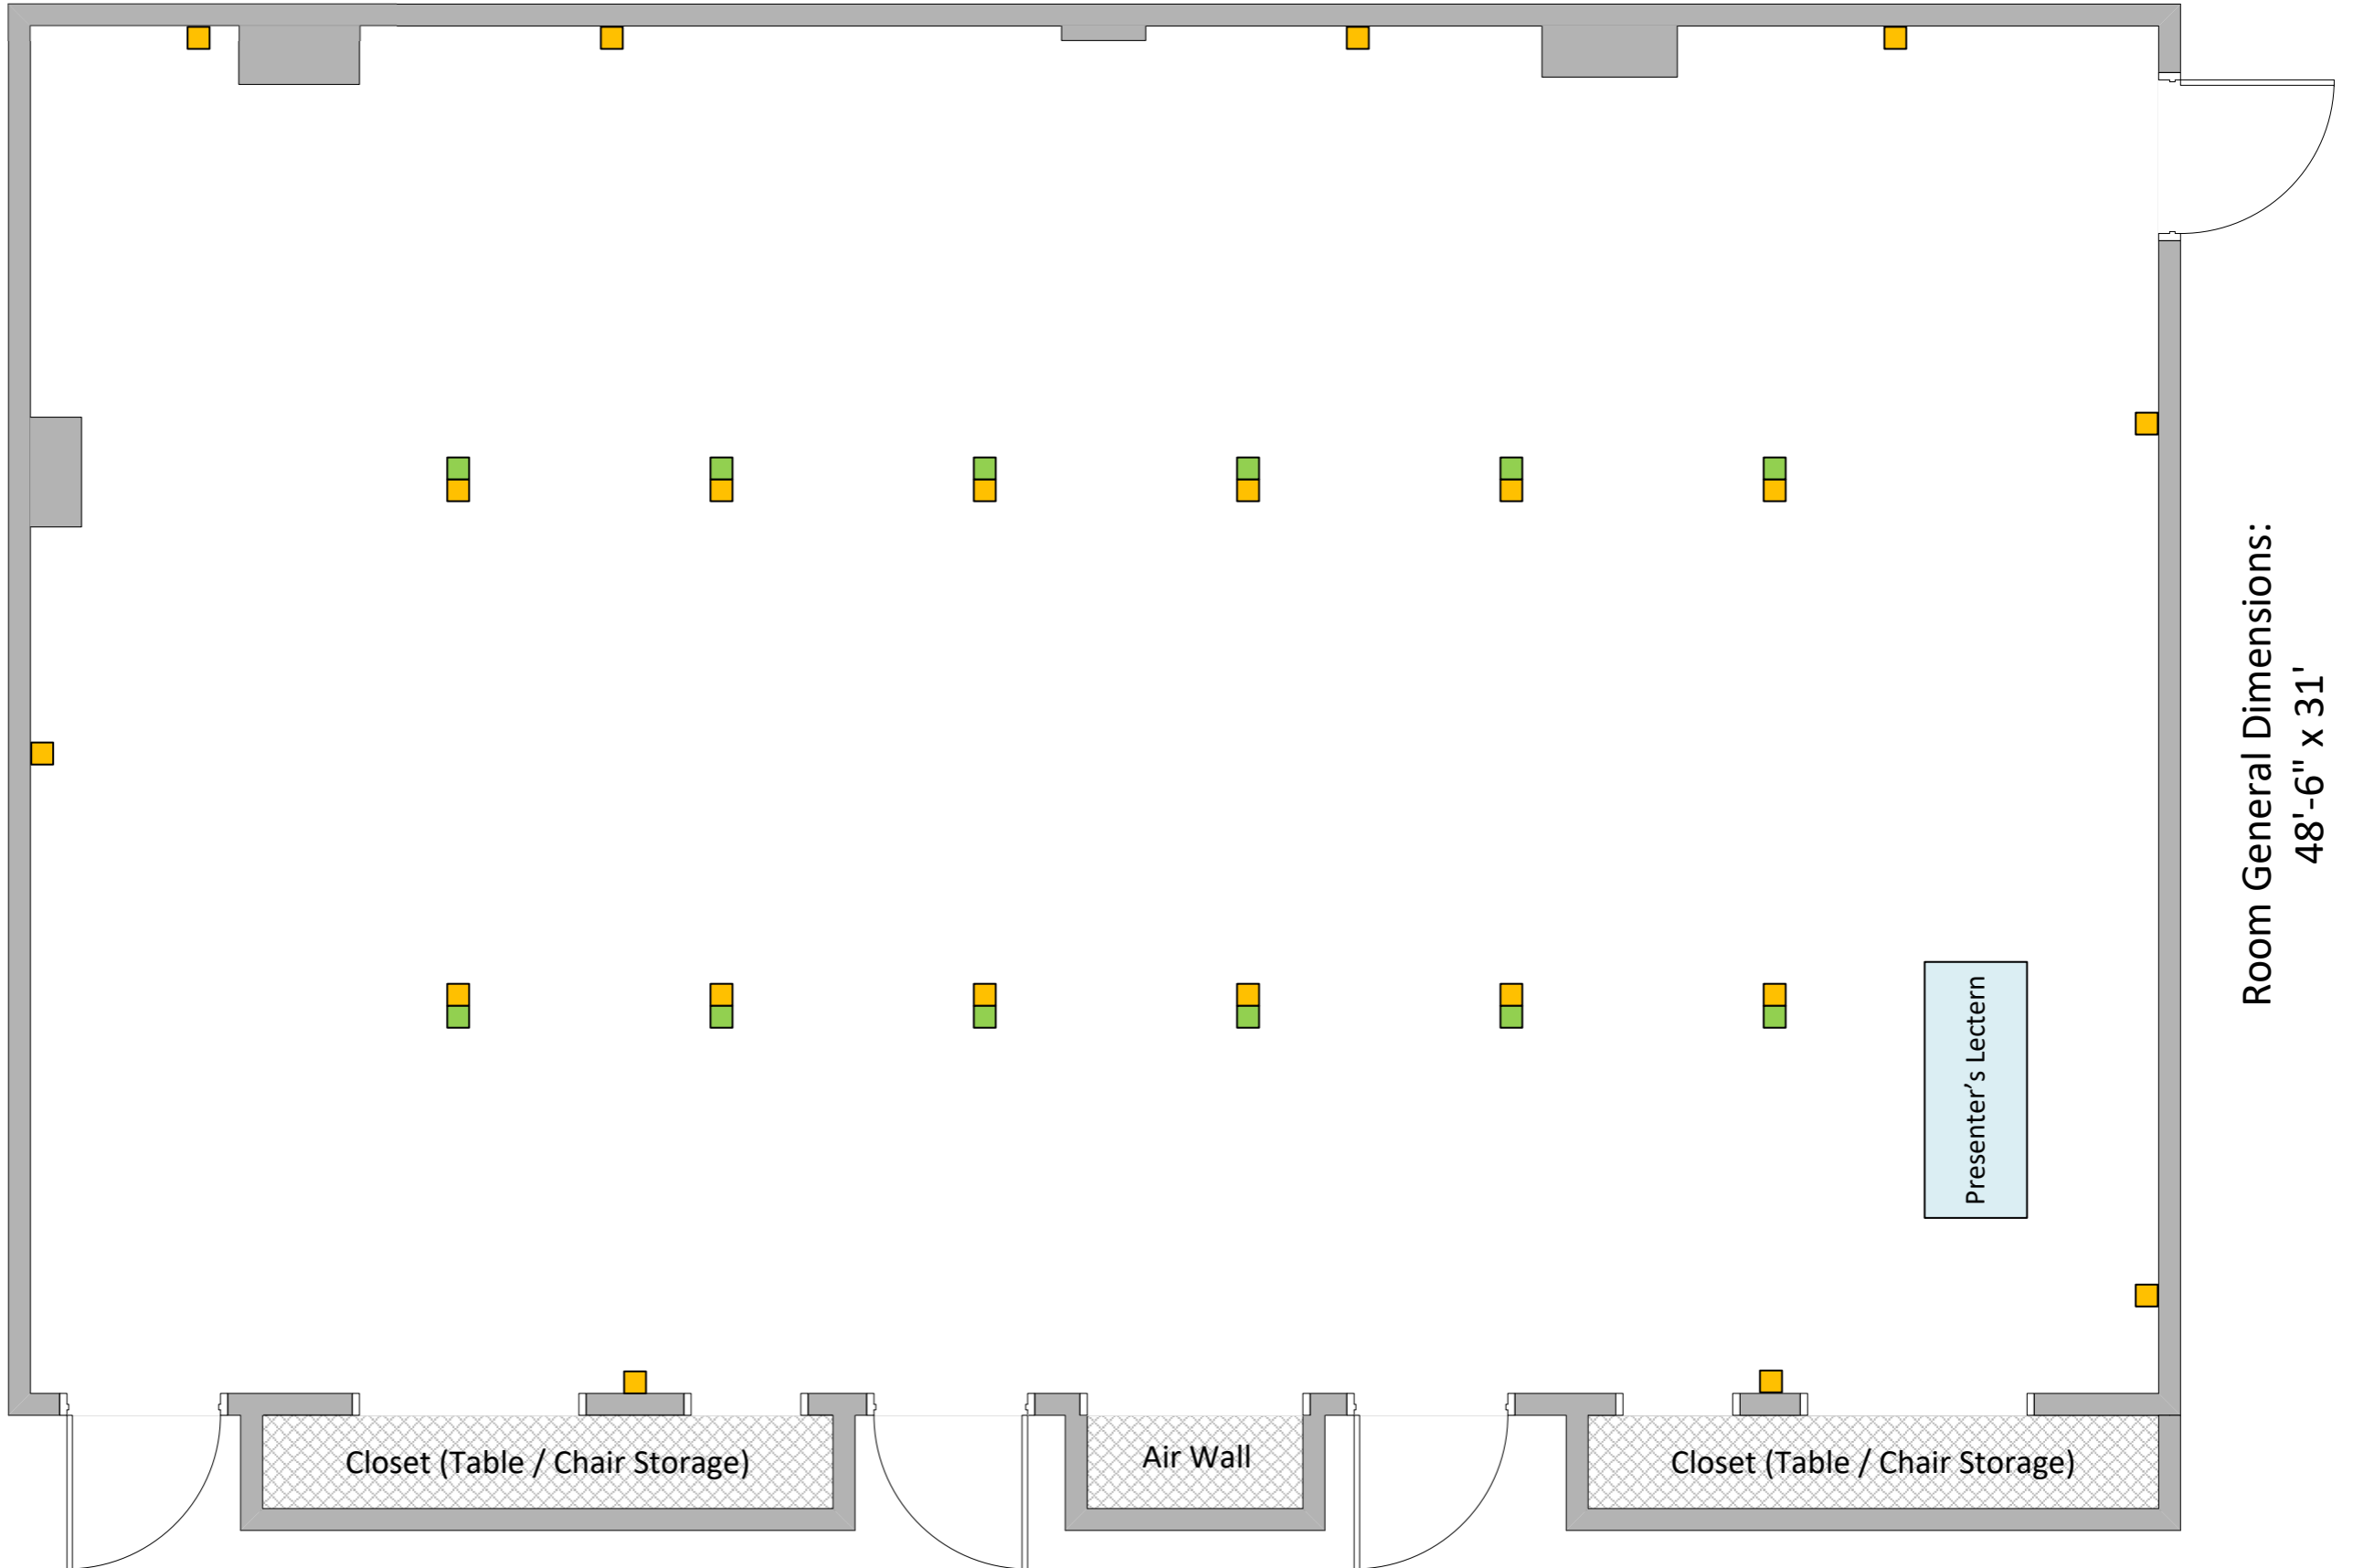 Room General Dimensions:
48'-6" x 31'
Presenter’s Lectern
Closet (Table / Chair Storage)
Air Wall
Closet (Table / Chair Storage)